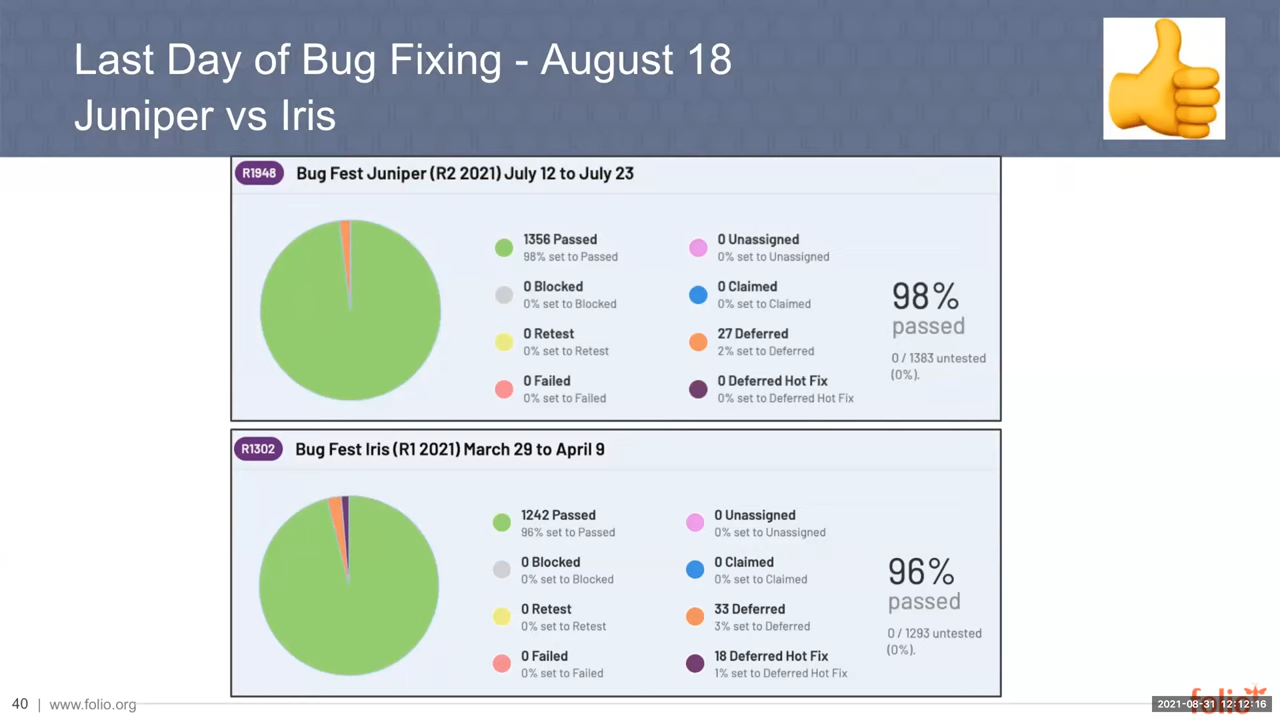 Last Day of Bug Fixing - August 18
Juniper vs Iris
R1948 Bug Fest Juniper (R2 2021) July 12 to July 23
1356 Passed
98% set to Passed
0 Blocked
0% set to Blocked
0 Retest
0% set to Retest
0 Failed
0% set to Failed
0 Unassigned
0% set to Unassigned
0 Claimed
0% set to Claimed
27 Deferred
2% set to Deferred
0 Deferred Hot Fix
0% set to Deferred Hot Fix
98%
passed
0 / 1383 untested
(0%).
R1302 Bug Fest Iris (R1 2021) March 29 to April 9
1242 Passed
96% set to Passed
0 Blocked
0% set to Blocked
0 Retest
0% set to Retest
0 Failed
0% set to Failed
0 Unassigned
0% set to Unassigned
0 Claimed
0% set to Claimed
33 Deferred
3% set to Deferred
18 Deferred Hot Fix
1% set to Deferred Hot Fix
96%
passed
0 / 1293 untested
(0%).
40 | www.folio.org
folio
2021-08-31 12:12:16